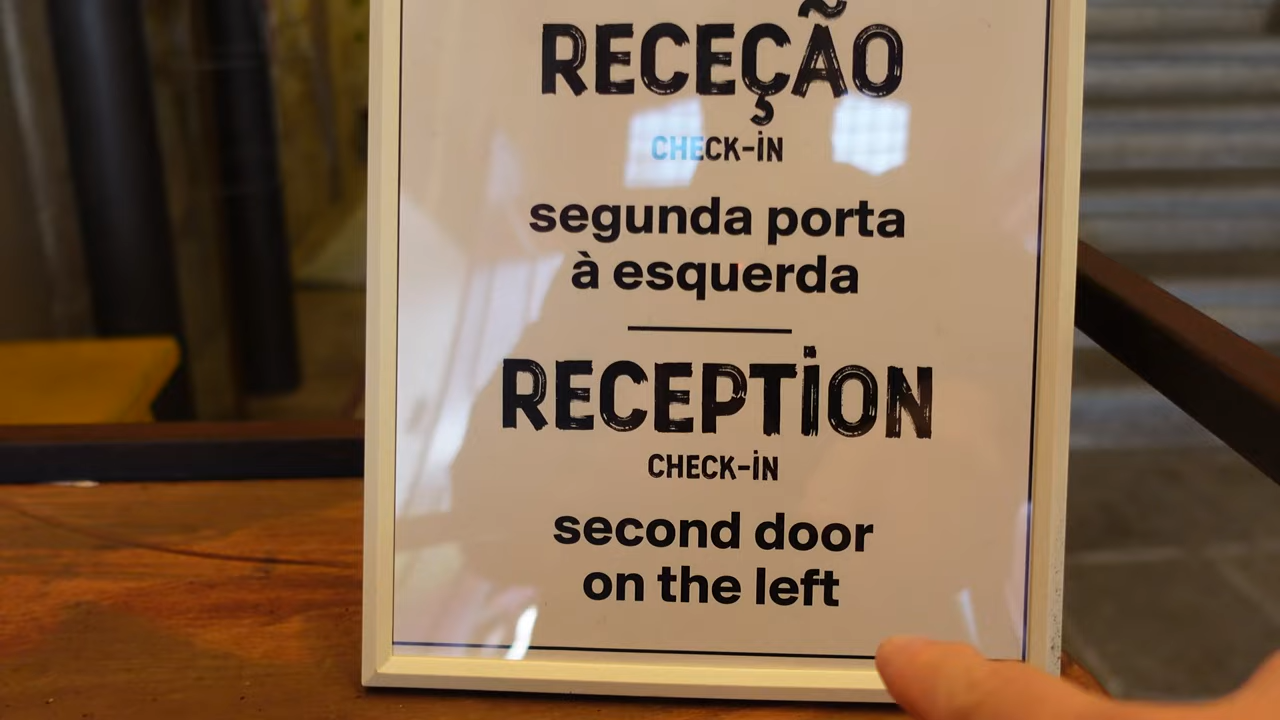 RECEÇÃO
CHECK-IN
segunda porta
à esquerda
RECEPTION
CHECK-IN
second door
on the left